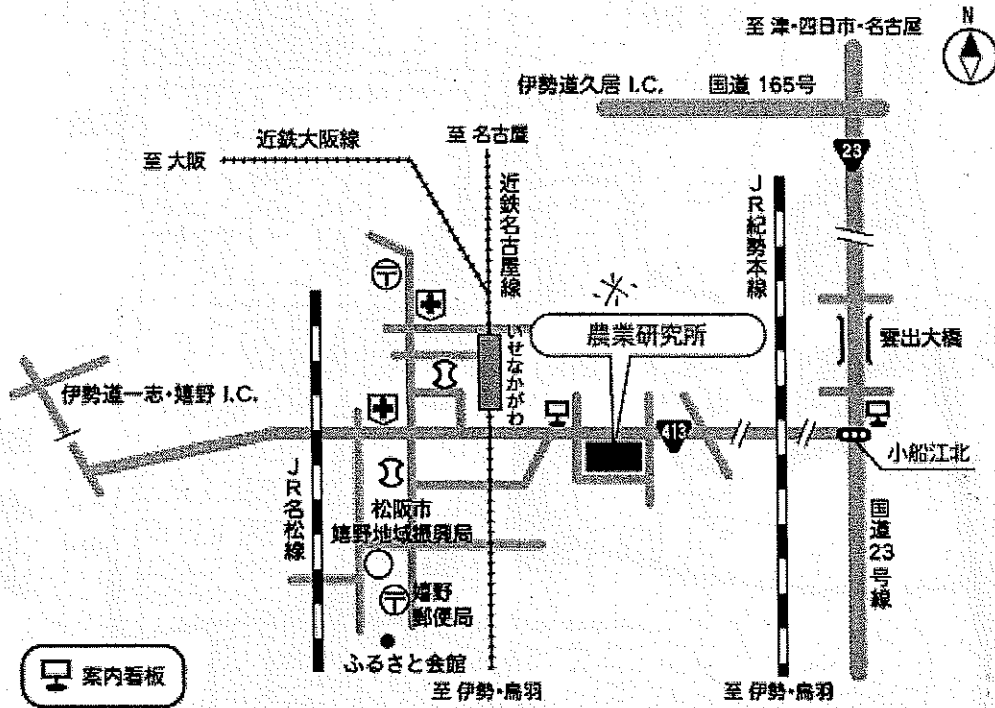 至 津・四日市・名古屋
N
伊勢道久居 I.C.
国道 165号
23
近鉄大阪線
至 名古屋
至 大阪
近鉄名古屋線
JR紀勢本線
農業研究所
雲出大橋
いせなかがわ
伊勢道一志・嬉野 I.C.
413
小船江北
JR名松線
松阪市
嬉野地域振興局
国道23号線
嬉野
郵便局
ふるさと会館
案内看板
至 伊勢・鳥羽
至 伊勢・鳥羽